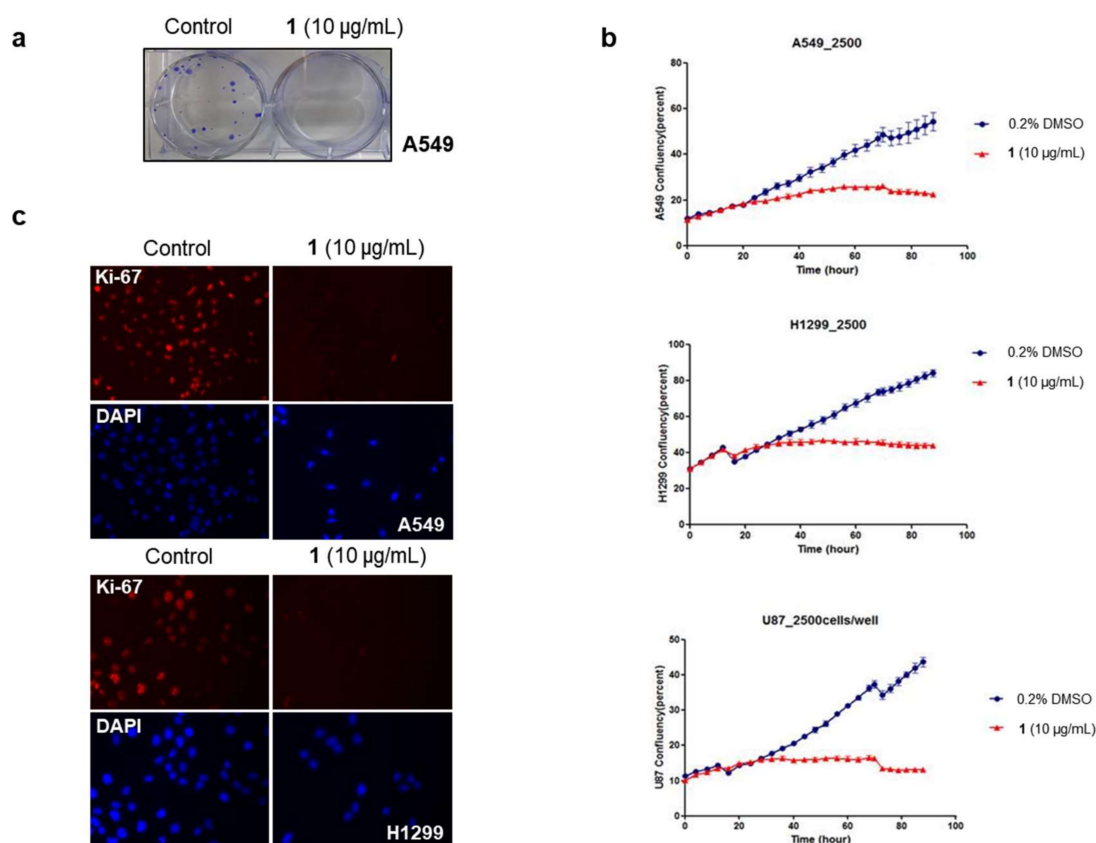 a
Control
1 (10 µg/mL)
A549
b
A549_2500
A549 Confluency(percent)
80
60
40
20
0
0 20 40 60 80 100
Time (hour)
0.2% DMSO
1 (10 µg/mL)
H1299_2500
H1299 Confluency(percent)
100
80
60
40
20
0
0 20 40 60 80 100
Time (hour)
0.2% DMSO
1 (10 µg/mL)
U87_2500cells/well
U87 Confluency(percent)
50
40
30
20
10
0
0 20 40 60 80 100
Time (hour)
0.2% DMSO
1 (10 µg/mL)
c
Control
1 (10 µg/mL)
Ki-67
DAPI
A549
Control
1 (10 µg/mL)
Ki-67
DAPI
H1299